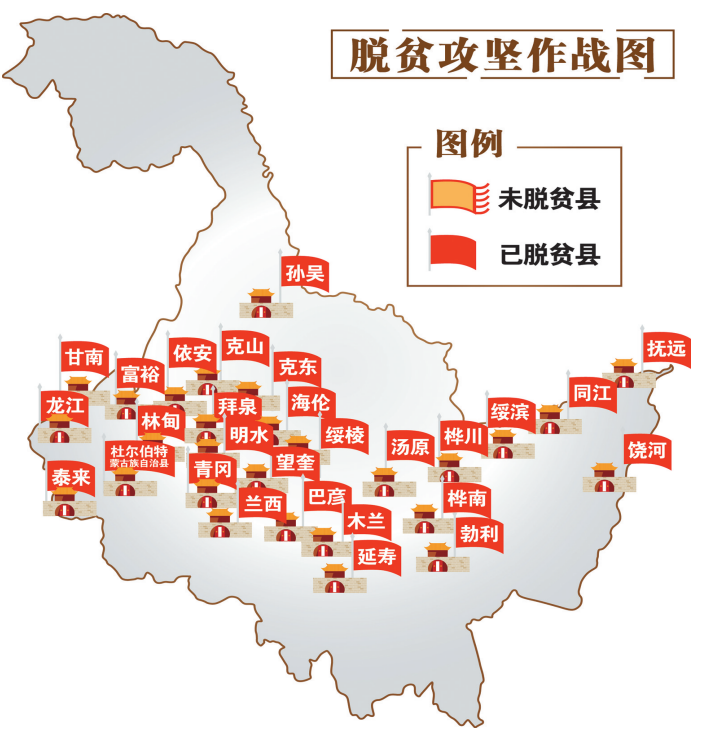 脱贫攻坚作战图
图例
未脱贫县
已脱贫县
孙吴
甘南
富裕
依安
克山
克东
抚远
龙江
林甸
拜泉
海伦
同江
绥滨
杜尔伯特
蒙古族自治县
明水
绥棱
汤原
桦川
饶河
泰来
青冈
望奎
兰西
巴彦
桦南
木兰
勃利
延寿